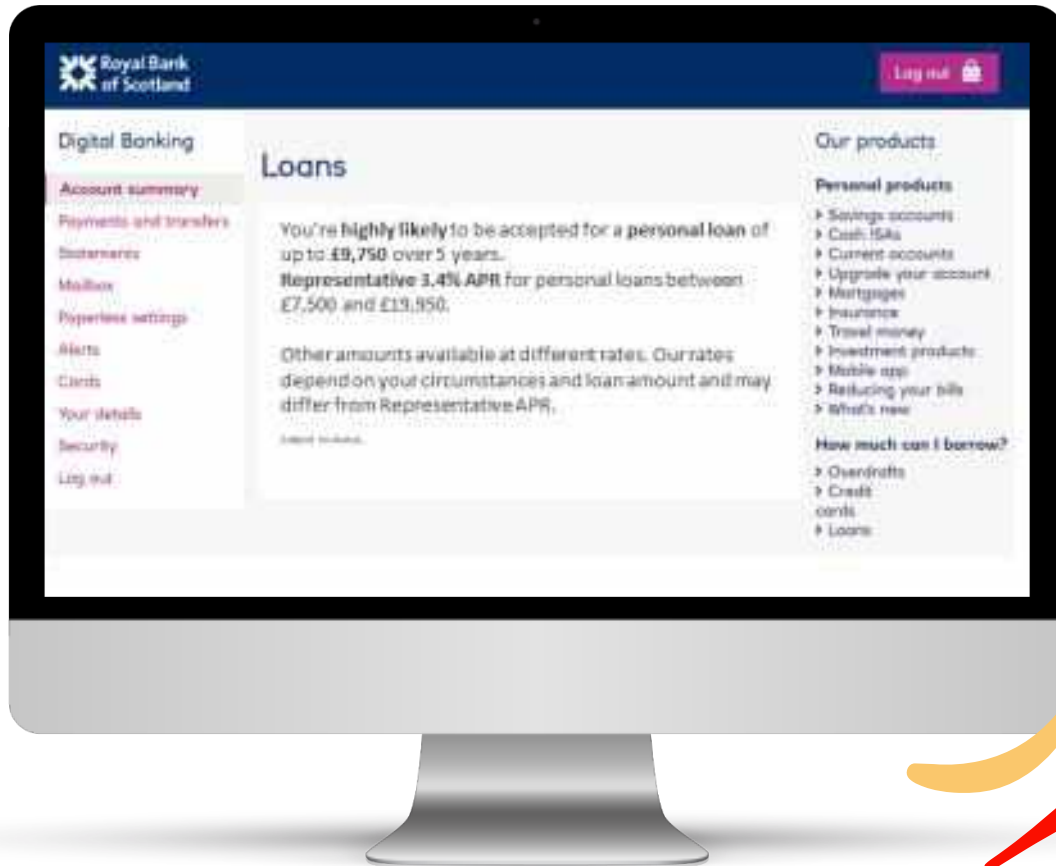 Royal Bank
of Scotland
Log out
Digital Banking
Account summary
Payments and transfers
Statements
Mailbox
Paperless settings
Alerts
Cards
Your details
Security
Log out
Loans
You're highly likely to be accepted for a personal loan of
up to £9,750 over 5 years.
Representative 3.4% APR for personal loans between
£7,500 and £19,950.
Other amounts available at different rates. Our rates
depend on your circumstances and loan amount and may
differ from Representative APR.
Our products
Personal products
Savings accounts
Cash ISAs
Current accounts
Upgrade your account
Mortgages
Insurance
Travel money
Investment products
Mobile app
Reducing your bills
What's new
How much can I borrow?
Overdrafts
Credit
cards
Loans